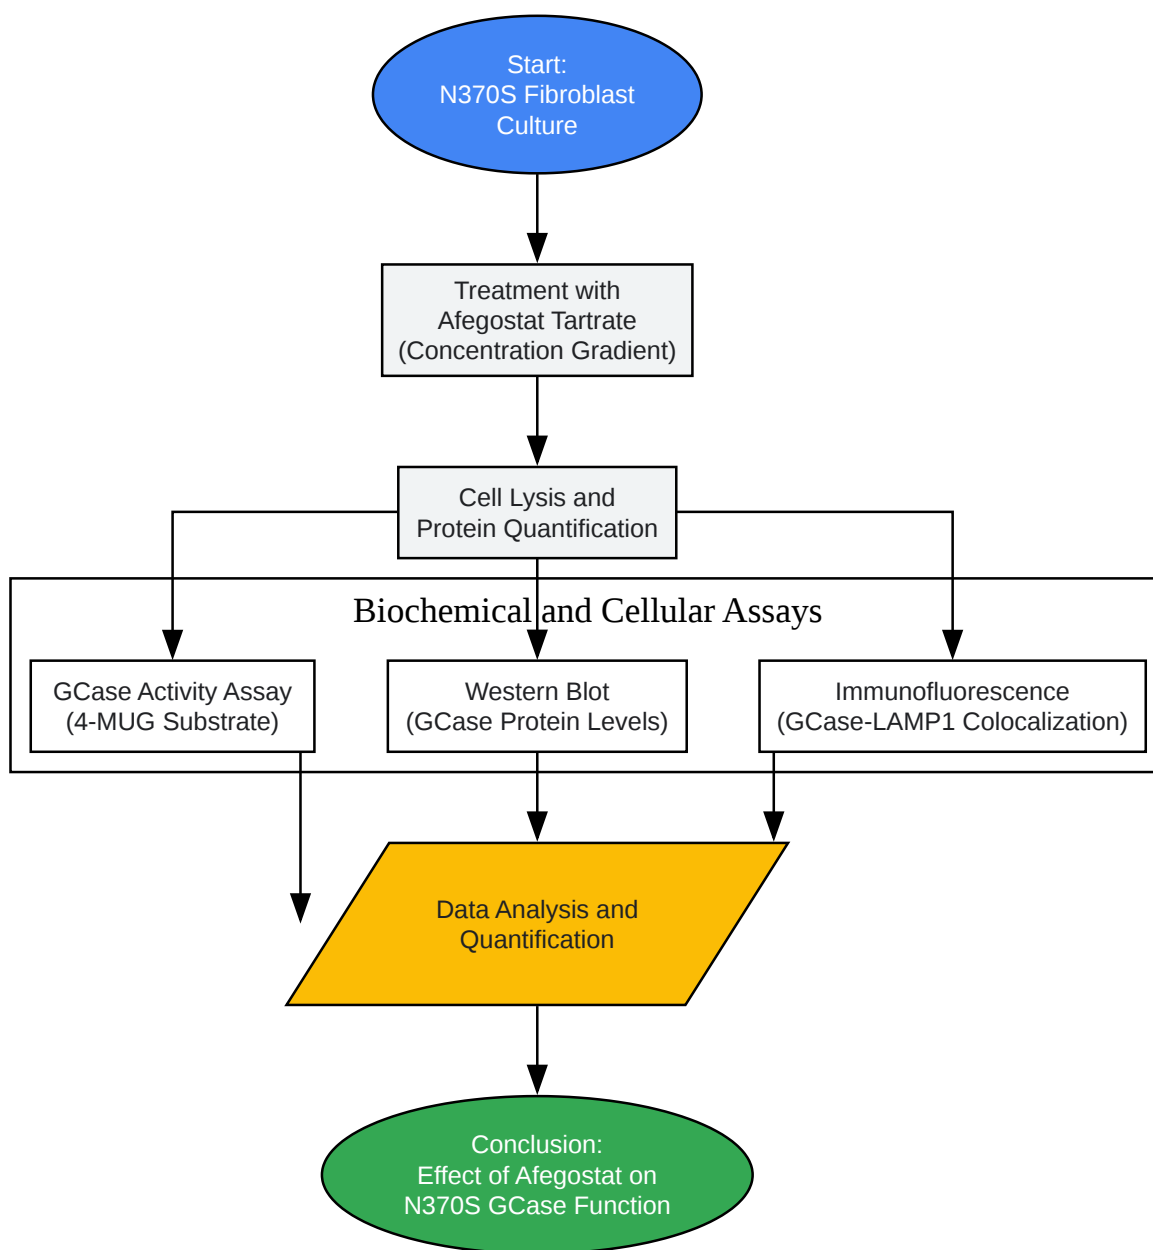 Start:
N370S Fibroblast
Culture
Treatment with
Afegostat Tartrate
(Concentration Gradient)
Cell Lysis and
Protein Quantification
Biochemical and Cellular Assays
GCase Activity Assay
(4-MUG Substrate)
Western Blot
(GCase Protein Levels)
Immunofluorescence
(GCase-LAMP1 Colocalization)
Data Analysis and
Quantification
Conclusion:
Effect of Afegostat on
N370S GCase Function